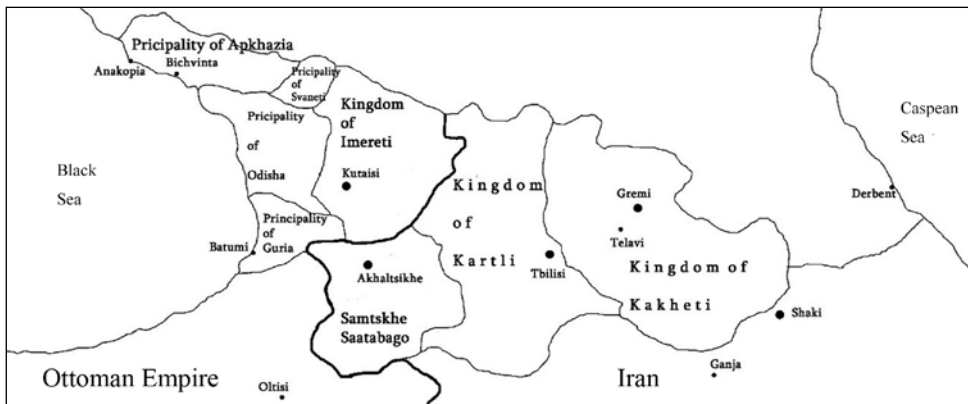 Pricipality of Apkhazia
Anakopia
Bichvinta
Pricipality
of
Svaneti
Kingdom
of
Imereti
Kutaisi
Pricipality
of
Odisha
Principality
of
Guria
Batumi
Black
Sea
Caspean
Sea
Derbent
Kingdom
of
Kartli
Tbilisi
Gremi
Telavi
Kingdom of
Kakheti
Shaki
Ganja
Akhaltsikhe
Samtskhe
Saatabago
Ottoman Empire
Oltisi
Iran